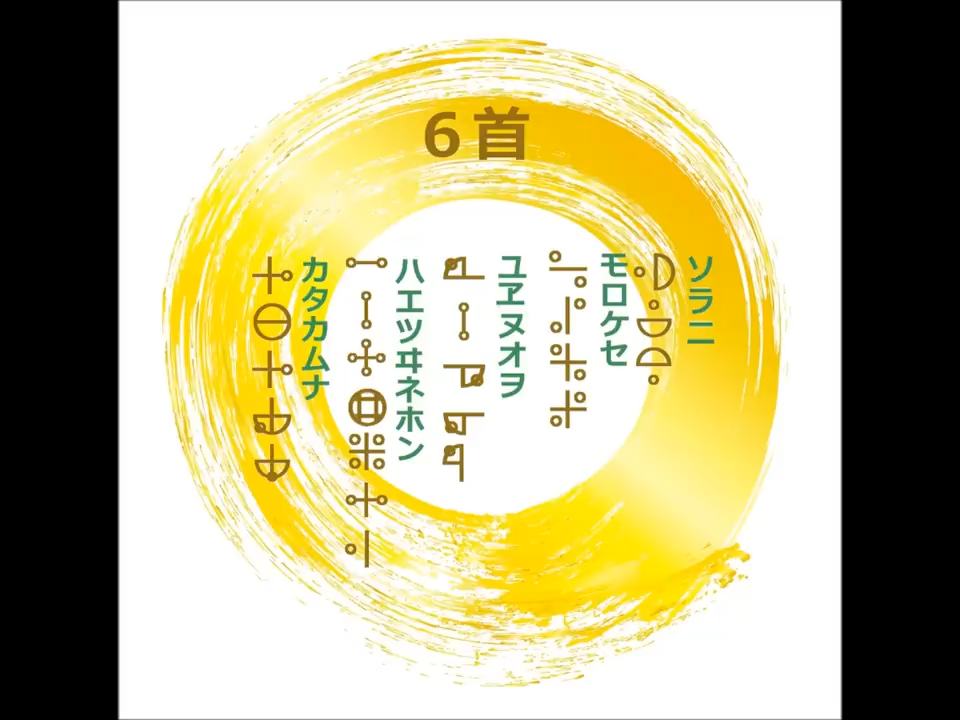 6首
ソラニ
モロケセ
ユヱヌオヲ
ハエツヰネホン
カタカムナ